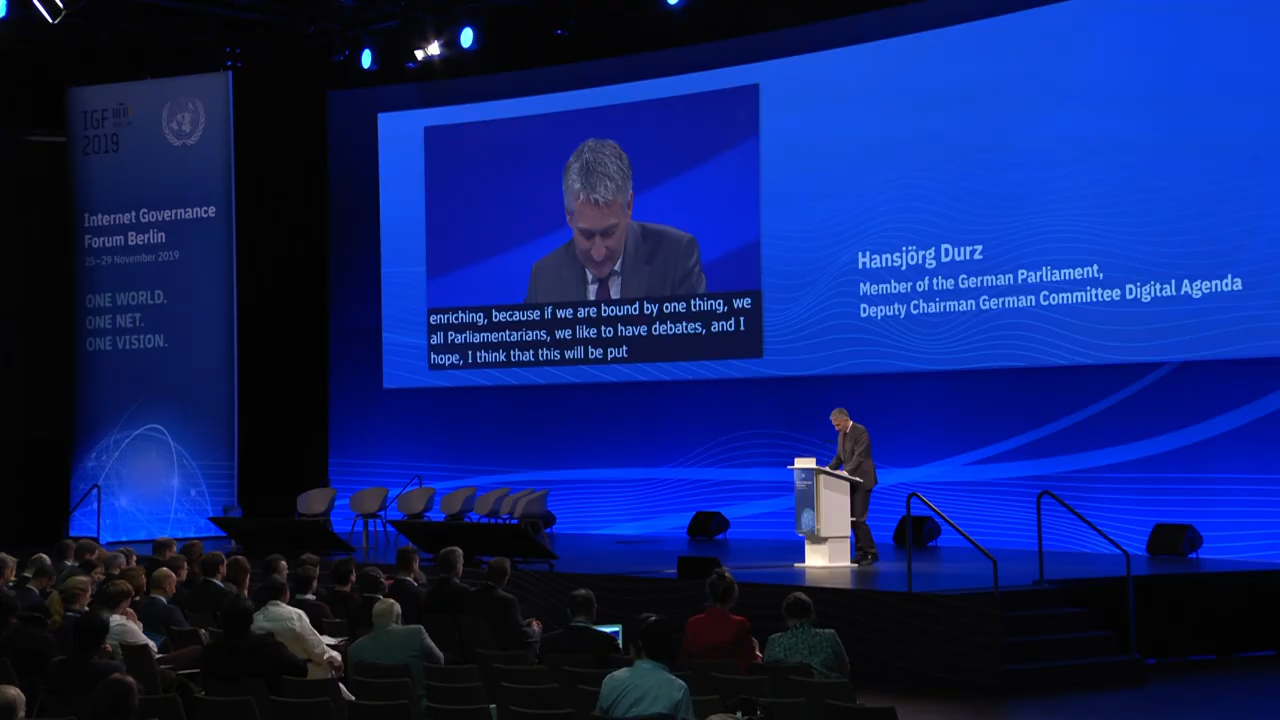 IGF
2019
Internet Governance
Forum Berlin
25–29 November 2019
ONE WORLD.
ONE NET.
ONE VISION.
enriching, because if we are bound by one thing, we
all Parliamentarians, we like to have debates, and I
hope, I think that this will be put
Hansjörg Durz
Member of the German Parliament,
Deputy Chairman German Committee Digital Agenda